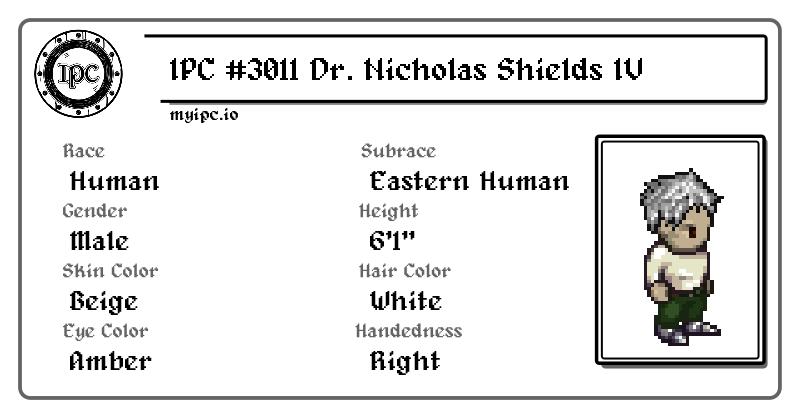 IPC
IPC #3011 Dr. Nicholas Shields IV
myipc.io
Race
Human
Subrace
Eastern Human
Gender
Male
Height
6'1"
Skin Color
Beige
Hair Color
White
Eye Color
Amber
Handedness
Right